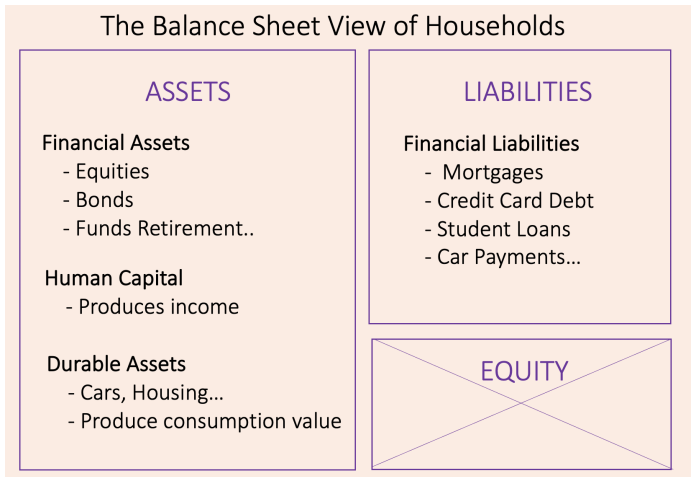 The Balance Sheet View of Households
ASSETS
Financial Assets
- Equities
- Bonds
- Funds Retirement..
Human Capital
- Produces income
Durable Assets
- Cars, Housing...
- Produce consumption value
LIABILITIES
Financial Liabilities
- Mortgages
- Credit Card Debt
- Student Loans
- Car Payments...
EQUITY